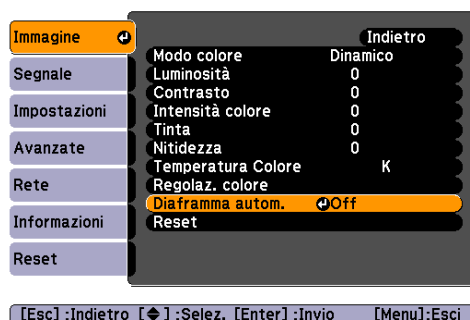 Immagine
Segnale
Impostazioni
Avanzate
Rete
Informazioni
Reset
Indietro
Modo colore Dinamico
Luminosità 0
Contrasto 0
Intensità colore 0
Tinta 0
Nitidezza 0
Temperatura Colore K
Regolaz. colore
Diaframma autom. Off
Reset
[Esc] :Indietro [◆] :Selez. [Enter] :Invio [Menu]:Esci